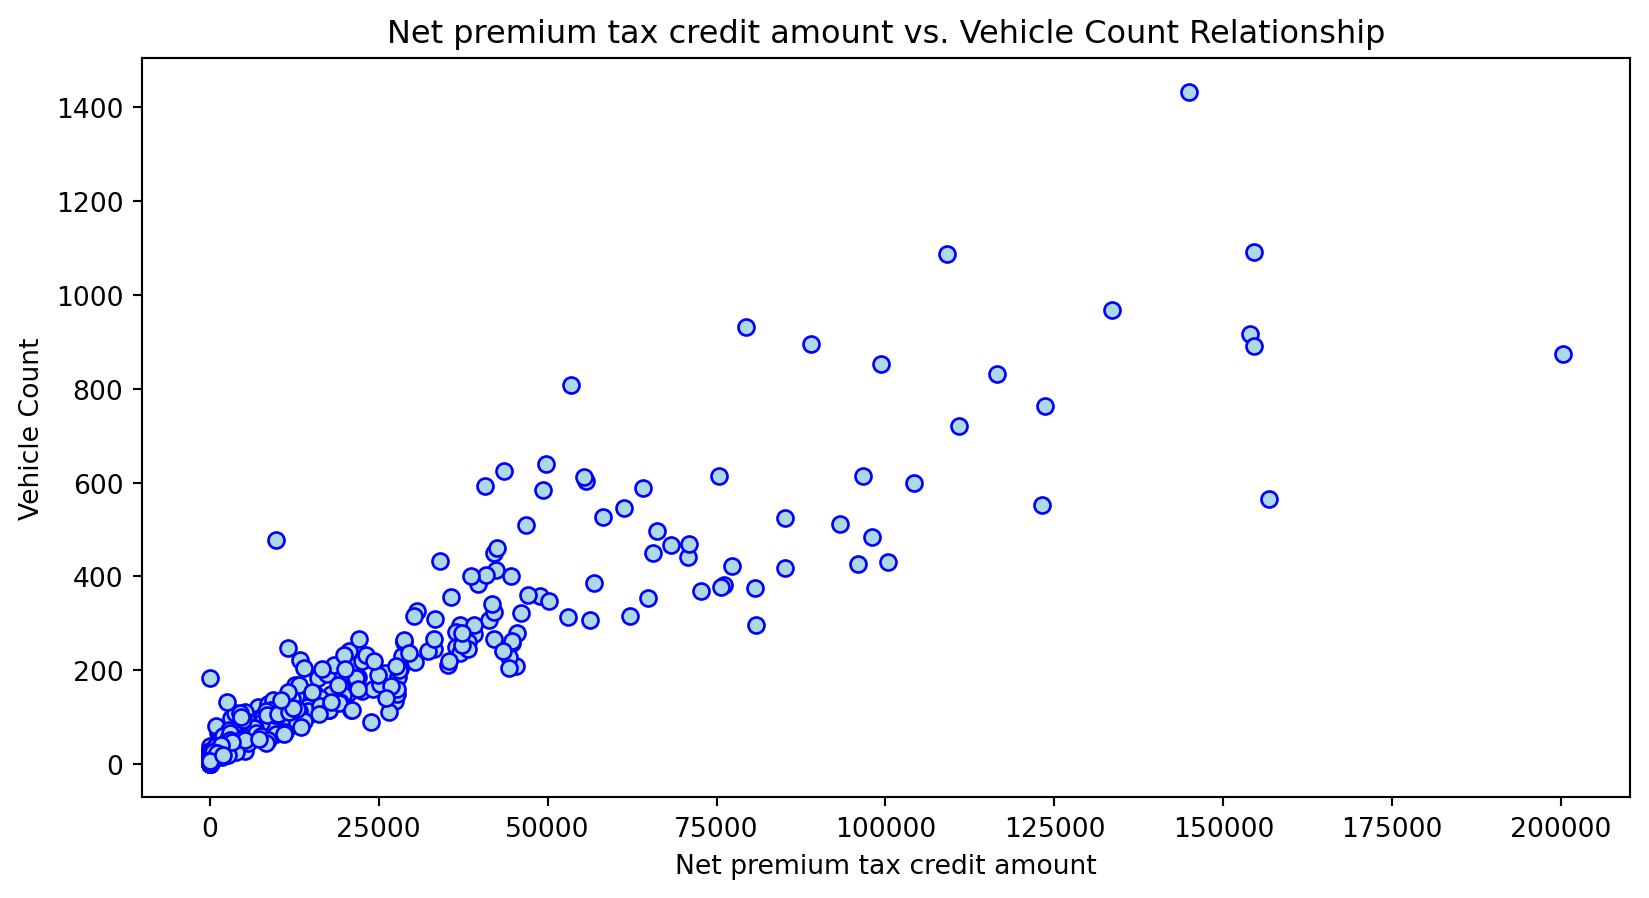 Net premium tax credit amount vs. Vehicle Count Relationship
1400
1200
1000
800
600
400
200
0
Vehicle Count
0 25000 50000 75000 100000 125000 150000 175000 200000
Net premium tax credit amount